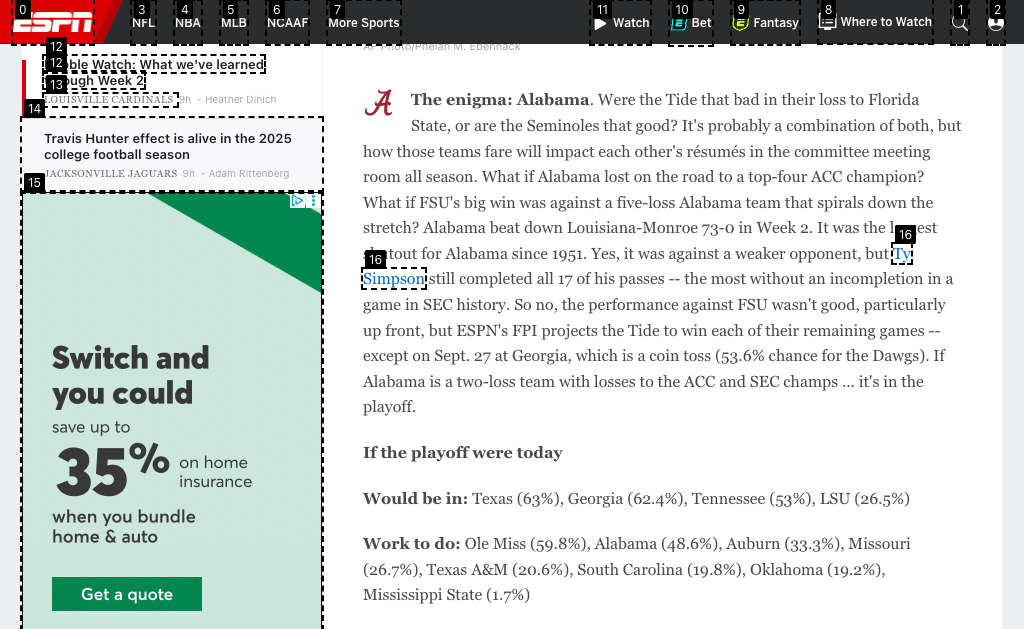 ESPN
NFL
NBA
MLB
NCAAF
More Sports
Watch
Bet
Fantasy
Where to Watch
0
3
4
5
6
7
11
10
9
8
1
2
12
12
13
14
15
16
16
AP Photo/Phelan M. Ebenhack
Watch: What we've learned
Week 2
LOUISVILLE CARDINALS 9h - Heather Dinich
Travis Hunter effect is alive in the 2025
college football season
JACKSONVILLE JAGUARS 9h - Adam Rittenberg
Switch and
you could
save up to
35% on home
insurance
when you bundle
home & auto
Get a quote
The enigma: Alabama. Were the Tide that bad in their loss to Florida
State, or are the Seminoles that good? It's probably a combination of both, but
how those teams fare will impact each other's résumés in the committee meeting
room all season. What if Alabama lost on the road to a top-four ACC champion?
What if FSU's big win was against a five-loss Alabama team that spirals down the
stretch? Alabama beat down Louisiana-Monroe 73-0 in Week 2. It was the
for Alabama since 1951. Yes, it was against a weaker opponent, but Ty
Simpson still completed all 17 of his passes -- the most without an incompletion in a
game in SEC history. So no, the performance against FSU wasn't good, particularly
up front, but ESPN's FPI projects the Tide to win each of their remaining games --
except on Sept. 27 at Georgia, which is a coin toss (53.6% chance for the Dawgs). If
Alabama is a two-loss team with losses to the ACC and SEC champs ... it's in the
playoff.
If the playoff were today
Would be in: Texas (63%), Georgia (62.4%), Tennessee (53%), LSU (26.5%)
Work to do: Ole Miss (59.8%), Alabama (48.6%), Auburn (33.3%), Missouri
(26.7%), Texas A&M (20.6%), South Carolina (19.8%), Oklahoma (19.2%),
Mississippi State (1.7%)